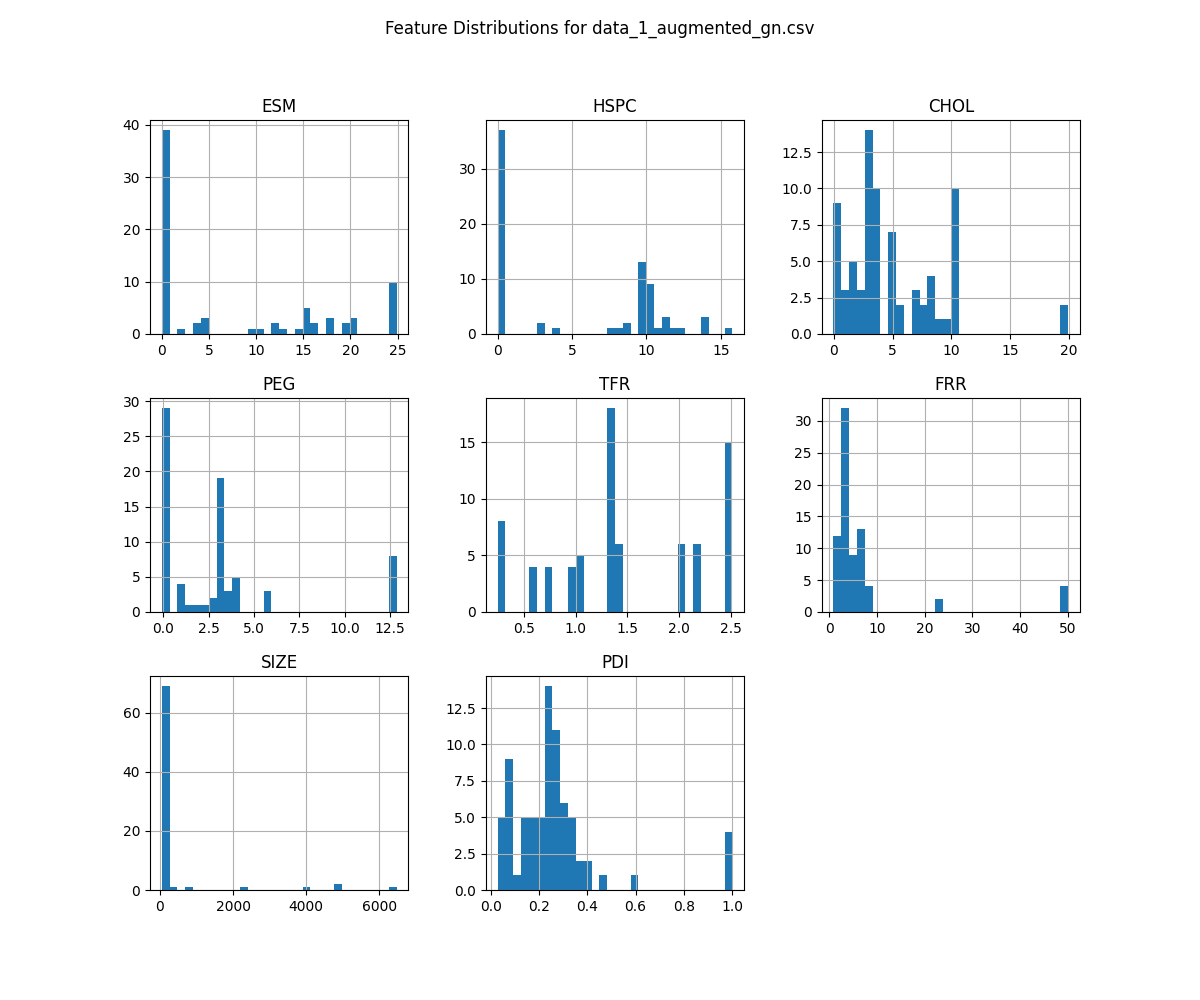 Feature Distributions for data_1_augmented_gn.csv
ESM
HSPC
CHOL
40
30
20
10
0
0 5 10 15 20 25
30
20
10
0
0 5 10 15
12.5
10.0
7.5
5.0
2.5
0.0
0 5 10 15 20
PEG
TFR
FRR
30
25
20
15
10
5
0
0.0 2.5 5.0 7.5 10.0 12.5
15
10
5
0
0.5 1.0 1.5 2.0 2.5
30
25
20
15
10
5
0
0 10 20 30 40 50
SIZE
PDI
60
40
20
0
0 2000 4000 6000
12.5
10.0
7.5
5.0
2.5
0.0
0.0 0.2 0.4 0.6 0.8 1.0